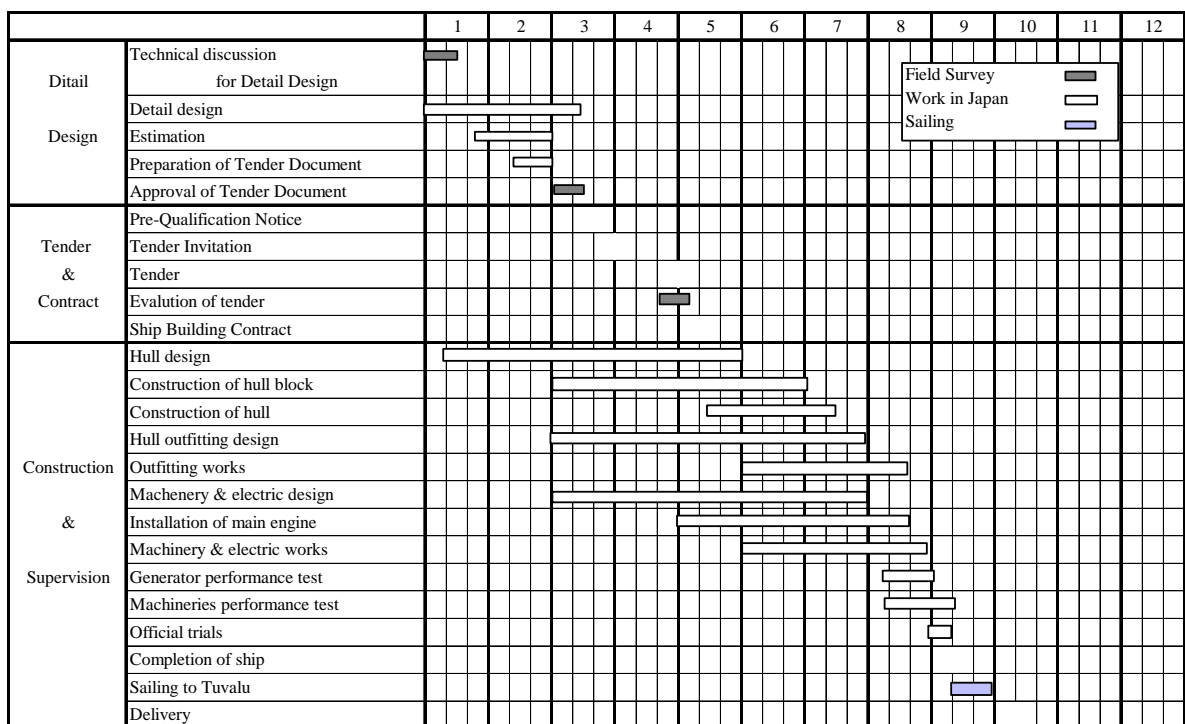 1 2 3 4 5 6 7 8 9 10 11 12
Technical discussion
Ditail for Detail Design
Field Survey
Work in Japan
Sailing
Detail design
Design Estimation
Preparation of Tender Document
Approval of Tender Document
Pre-Qualification Notice
Tender Tender Invitation
& Tender
Contract Evalution of tender
Ship Building Contract
Hull design
Construction of hull block
Construction of hull
Hull outfitting design
Construction Outfitting works
Machenery & electric design
& Installation of main engine
Machinery & electric works
Supervision Generator performance test
Machineries performance test
Official trials
Completion of ship
Sailing to Tuvalu
Delivery